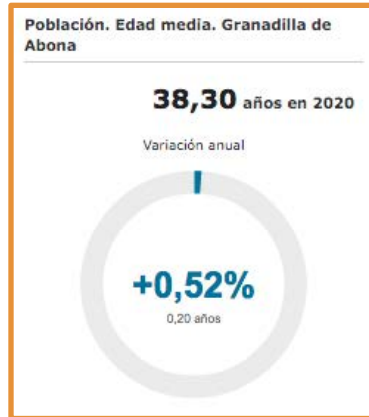 Población. Edad media. Granadilla de
Abona
38,30 años en 2020
Variación anual
+0,52%
0,20 años